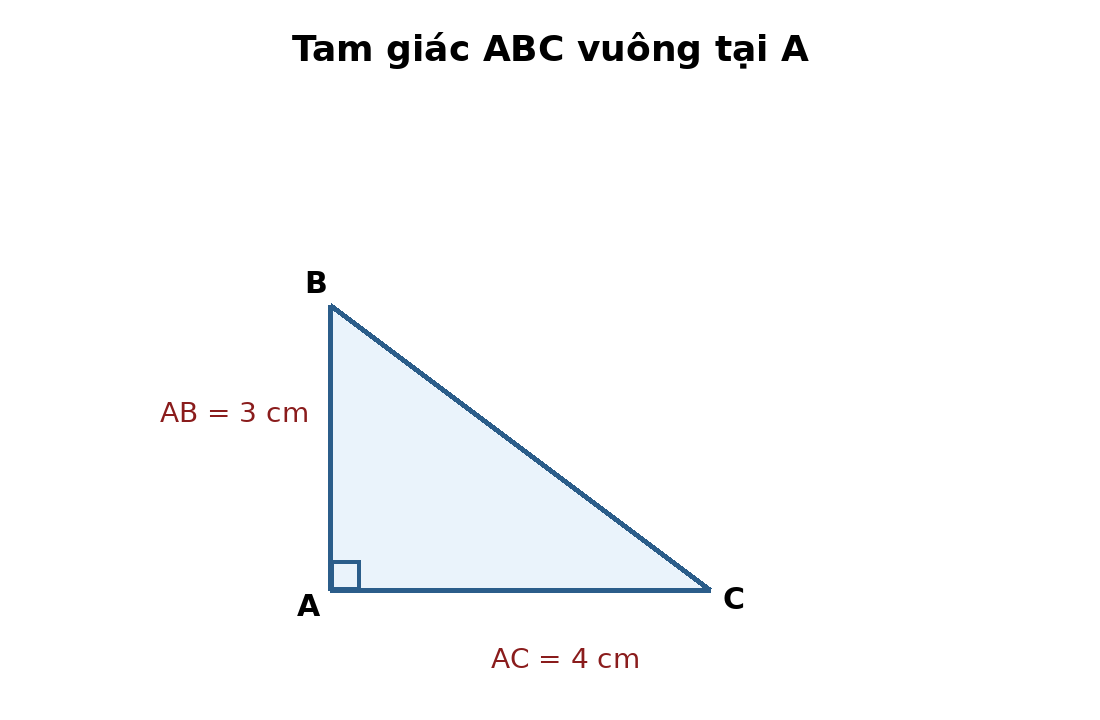 Tam giác ABC vuông tại A
B
AB = 3 cm
A
C
AC = 4 cm